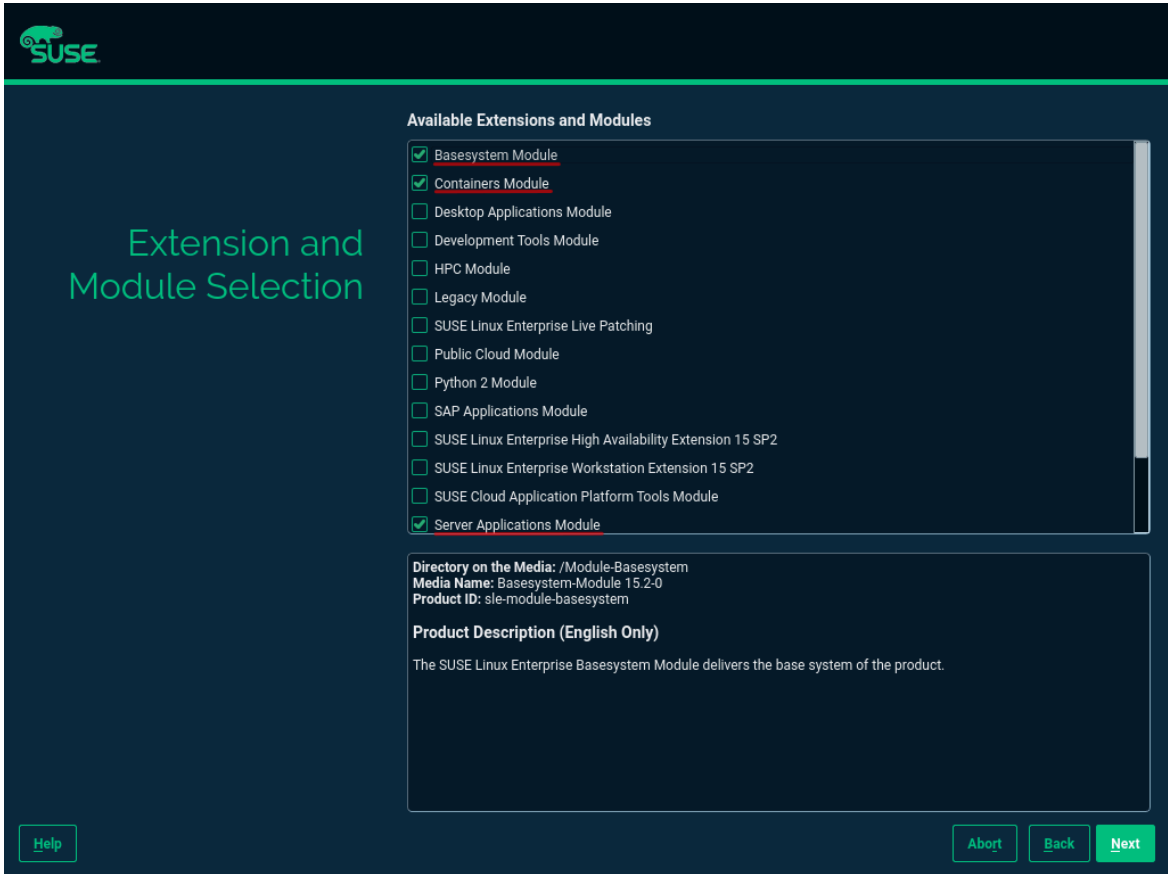 SUSE
Available Extensions and Modules
Basesystem Module
Containers Module
Desktop Applications Module
Development Tools Module
HPC Module
Legacy Module
SUSE Linux Enterprise Live Patching
Public Cloud Module
Python 2 Module
SAP Applications Module
SUSE Linux Enterprise High Availability Extension 15 SP2
SUSE Linux Enterprise Workstation Extension 15 SP2
SUSE Cloud Application Platform Tools Module
Server Applications Module
Extension and
Module Selection
Directory on the Media: /Module-Basesystem
Media Name: Basesystem-Module 15.2-0
Product ID: sle-module-basesystem
Product Description (English Only)
The SUSE Linux Enterprise Basesystem Module delivers the base system of the product.
Help
Abort
Back
Next